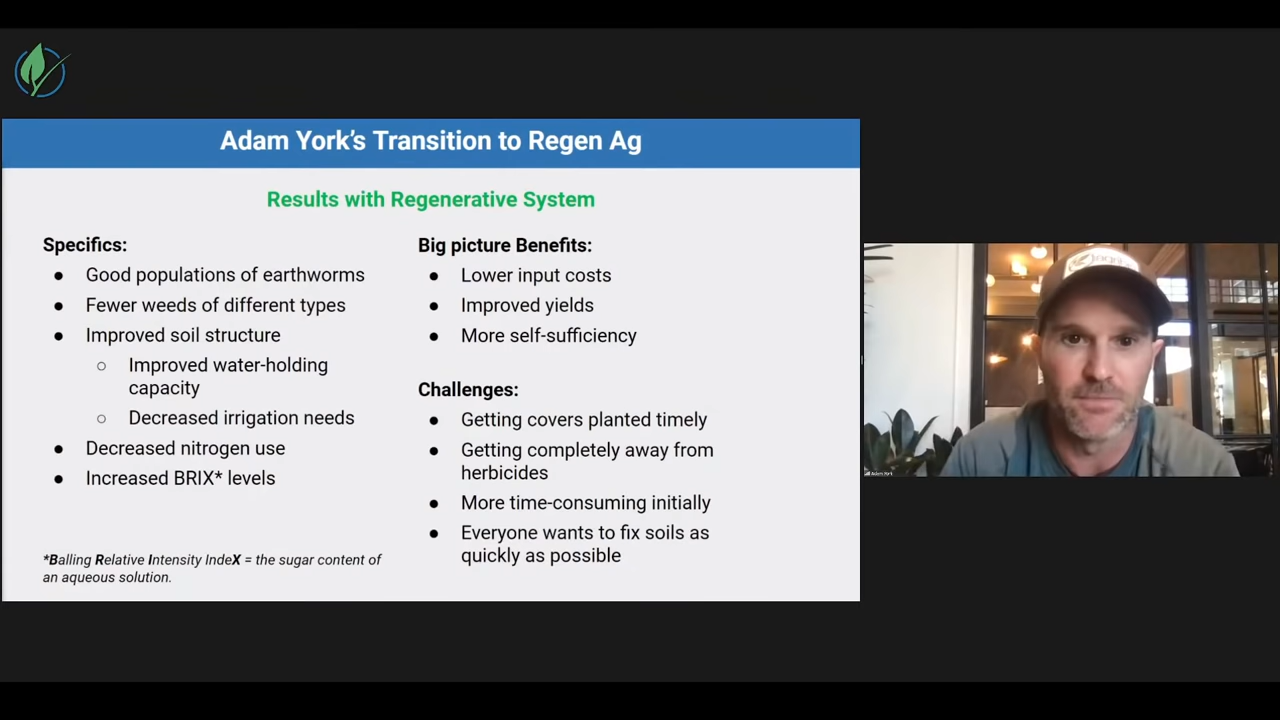 Adam York's Transition to Regen Ag
Results with Regenerative System
Specifics:
● Good populations of earthworms
● Fewer weeds of different types
● Improved soil structure
○ Improved water-holding
capacity
○ Decreased irrigation needs
● Decreased nitrogen use
● Increased BRIX* levels
*Balling Relative Intensity IndeX = the sugar content of
an aqueous solution.
Big picture Benefits:
● Lower input costs
● Improved yields
● More self-sufficiency
Challenges:
● Getting covers planted timely
● Getting completely away from
herbicides
● More time-consuming initially
● Everyone wants to fix soils as
quickly as possible
Adam York